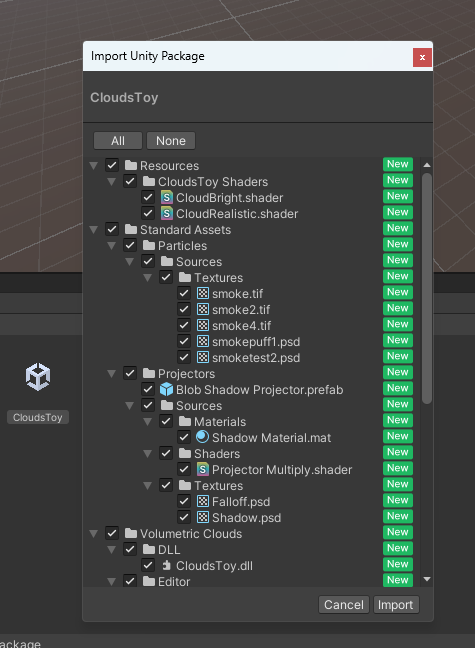 Import Unity Package
x
CloudsToy
All None
Resources New
CloudsToy Shaders New
CloudBright.shader New
CloudRealistic.shader New
Standard Assets New
Particles New
Sources New
Textures New
smoke.tif New
smoke2.tif New
smoke4.tif New
smokepuff1.psd New
smoketest2.psd New
Projectors New
Blob Shadow Projector.prefab New
Sources New
Materials New
Shadow Material.mat New
Shaders New
Projector Multiply.shader New
Textures New
Falloff.psd New
Shadow.psd New
Volumetric Clouds New
DLL New
CloudsToy.dll New
Editor New
Cancel Import
CloudsToy
ackage